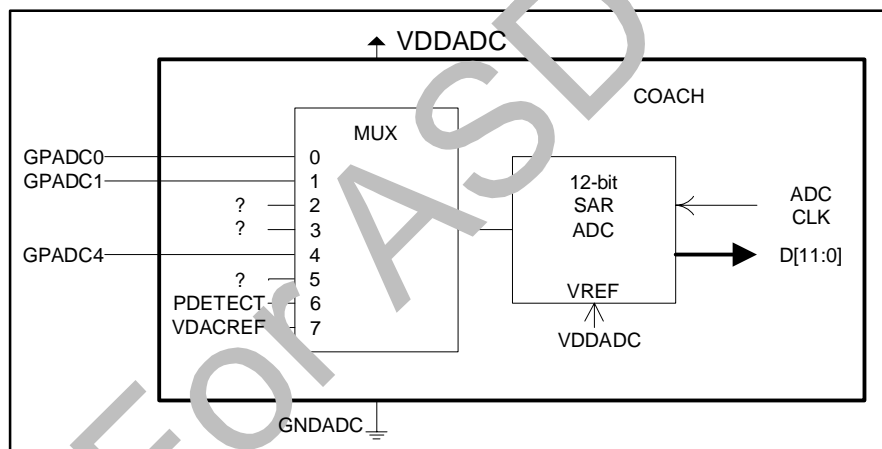 VDDADC
COACH
MUX
GPADC0 0
GPADC1 1
? 2
? 3
GPADC4 4
? 5
PDETECT 6
VDACREF 7
12-bit
SAR
ADC
VREF
VDDADC
ADC
CLK
D[11:0]
GNDADC
For ASD